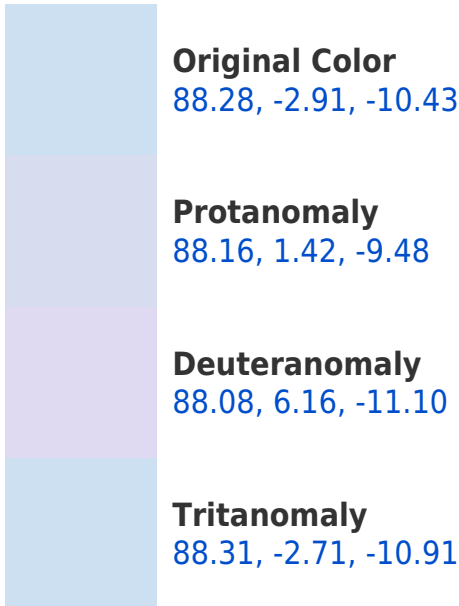 Original Color
88.28, -2.91, -10.43
Protanomaly
88.16, 1.42, -9.48
Deuteranomaly
88.08, 6.16, -11.10
Tritanomaly
88.31, -2.71, -10.91